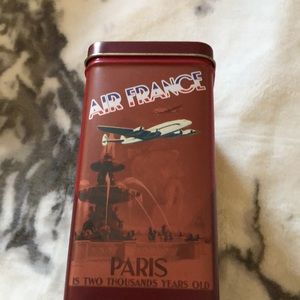 AIR FRANCE
PARIS
IS TWO THOUSANDS YEARS OLD